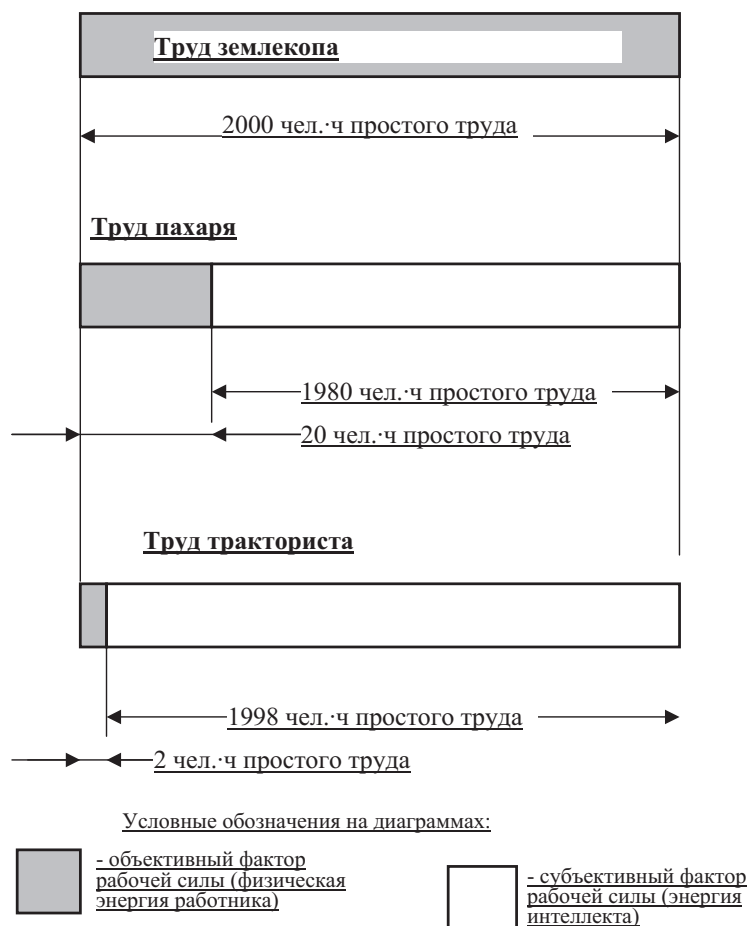 Труд землекопа
2000 чел.·ч простого труда
Труд пахаря
1980 чел.·ч простого труда
20 чел.·ч простого труда
Труд тракториста
1998 чел.·ч простого труда
2 чел.·ч простого труда
Условные обозначения на диаграммах:
- объективный фактор
рабочей силы (физическая
энергия работника)
- субъективный фактор
рабочей силы (энергия
интеллекта)